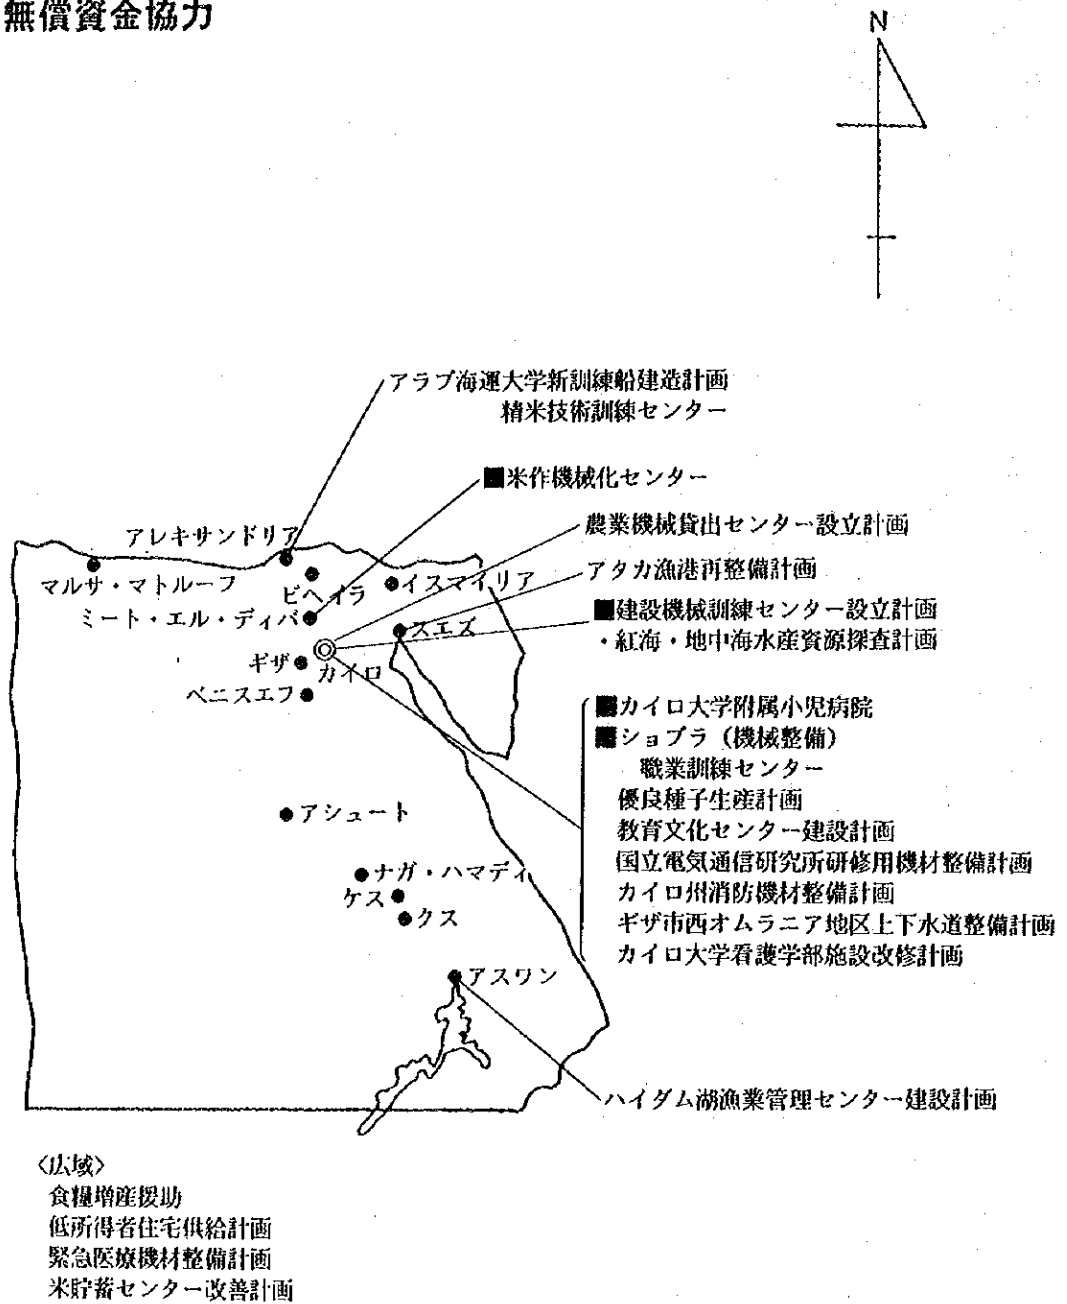 無償資金協力
N
アラブ海運大学新訓練船建造計画
精米技術訓練センター
■米作機械化センター
農業機械貸出センター設立計画
アレキサンドリア
アタカ漁港再整備計画
マルサ・マトルーフ
ビヘイラ
イスマイリア
■建設機械訓練センター設立計画
ミート・エル・ディバ
スエズ
・紅海・地中海水産資源探査計画
ギザ
カイロ
ベニスエフ
■カイロ大学附属小児病院
■ショブラ（機械整備）
職業訓練センター
優良種子生産計画
アシュート
教育文化センター建設計画
国立電気通信研究所研修用機材整備計画
ナガ・ハマディ
カイロ州消防機材整備計画
ケス
クス
ギザ市西オムラニア地区上下水道整備計画
カイロ大学看護学部施設改修計画
アスワン
ハイダム湖漁業管理センター建設計画
〈広域〉
食糧増産援助
低所得者住宅供給計画
緊急医療機材整備計画
米貯蓄センター改善計画